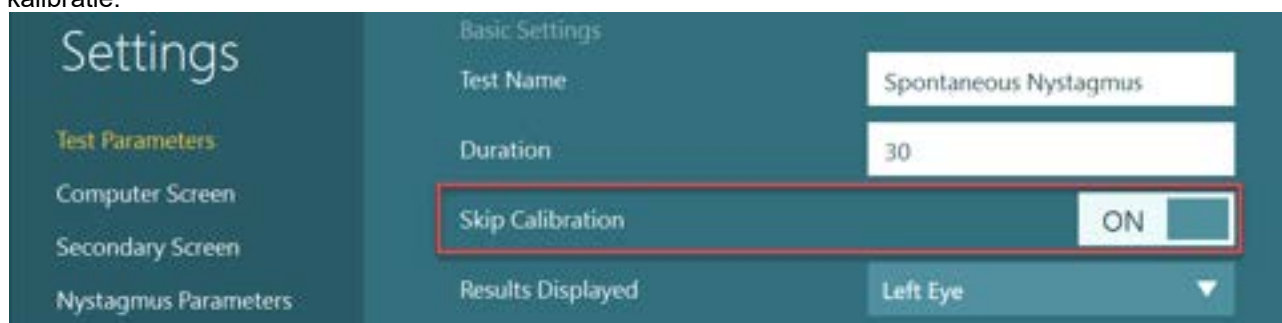 kalibratie.
Settings
Test Parameters
Computer Screen
Secondary Screen
Nystagmus Parameters
Basic Settings
Test Name
Spontaneous Nystagmus
Duration
30
Skip Calibration
ON
Results Displayed
Left Eye